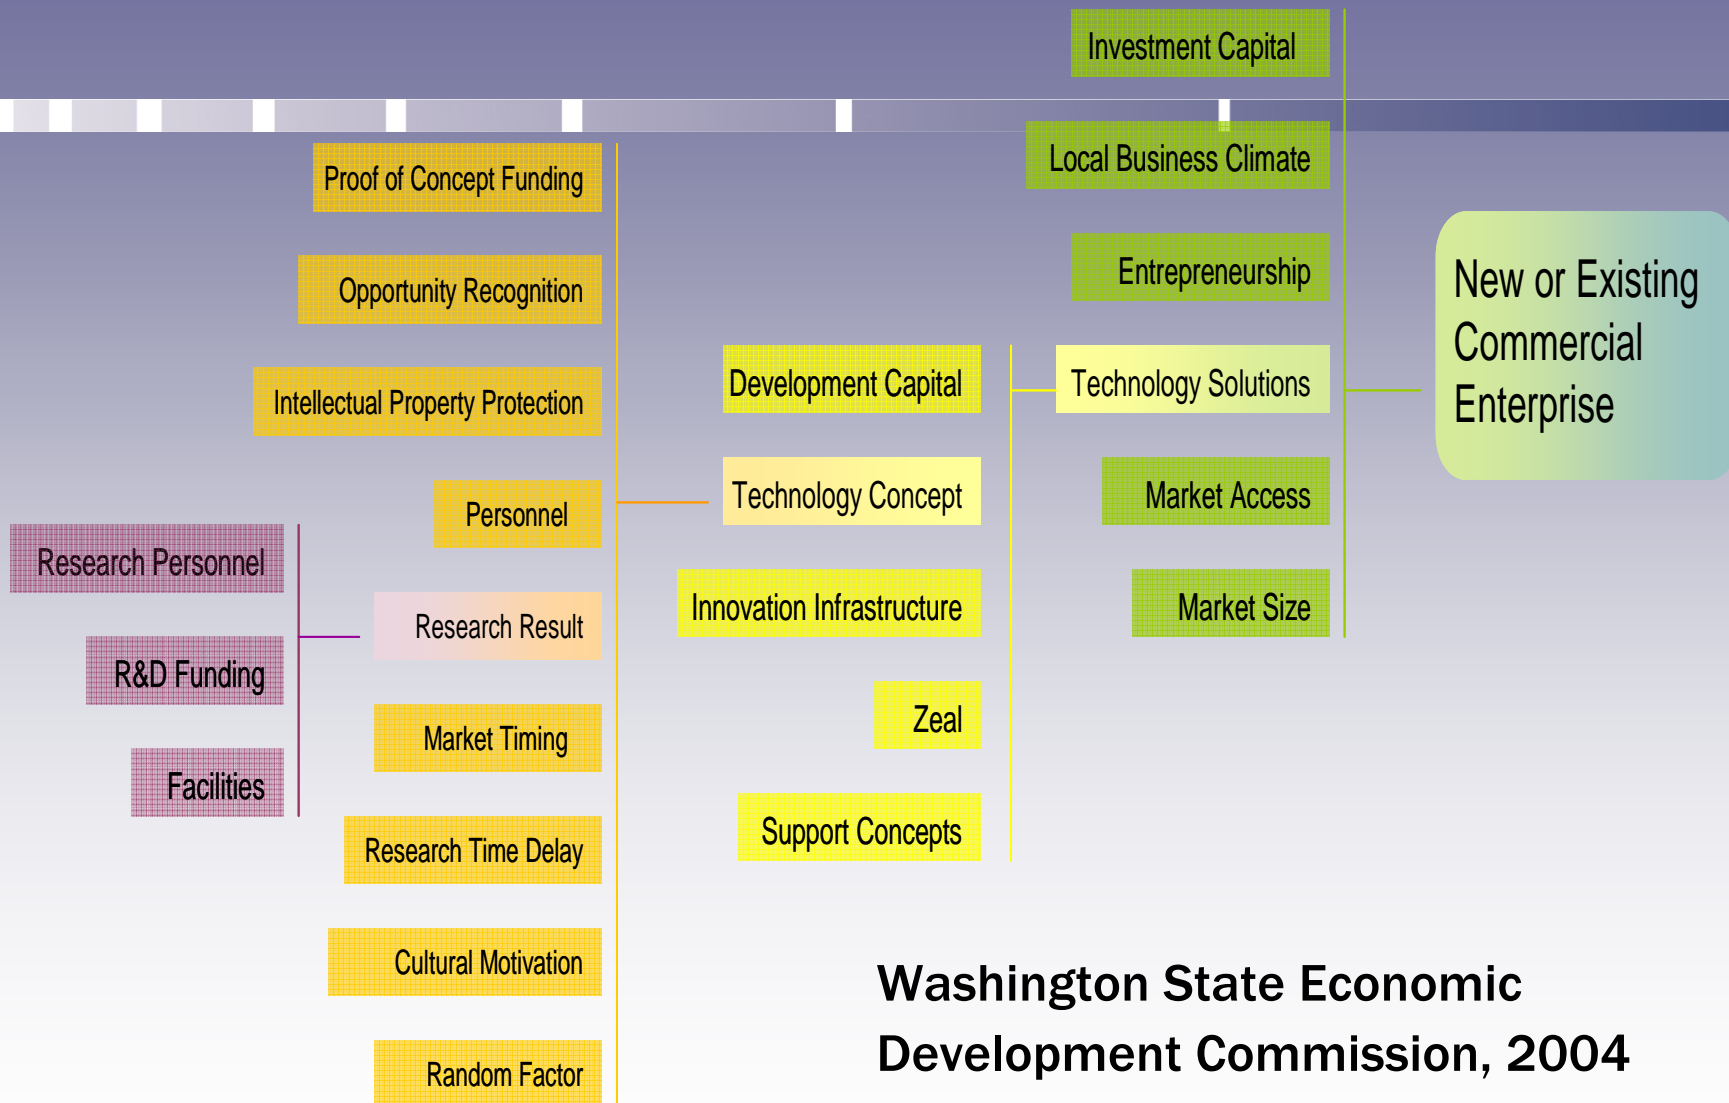 Investment Capital
Local Business Climate
Proof of Concept Funding
Entrepreneurship
New or Existing
Commercial
Enterprise
Opportunity Recognition
Development Capital
Technology Solutions
Intellectual Property Protection
Technology Concept
Market Access
Personnel
Research Personnel
Innovation Infrastructure
Market Size
Research Result
R&D Funding
Zeal
Market Timing
Facilities
Support Concepts
Research Time Delay
Cultural Motivation
Random Factor
Washington State Economic
Development Commission, 2004